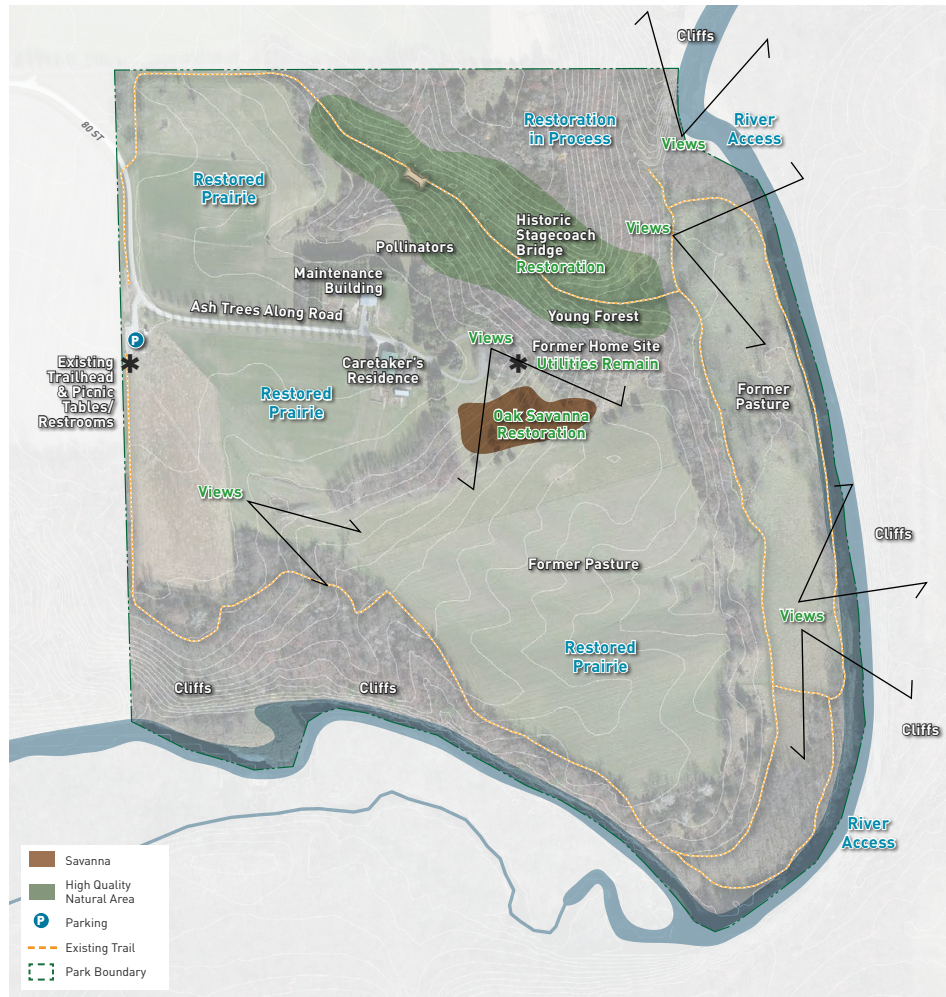 Cliffs
80 ST
River
Access
Restoration
in Process
Views
Restored
Prairie
Historic
Stagecoach
Bridge
Restoration
Views
Pollinators
Maintenance
Building
Ash Trees Along Road
Young Forest
P
Views
Former Home Site
Utilities Remain
Existing
Trailhead
& Picnic
Tables/
Restrooms
Caretaker's
Residence
Restored
Prairie
Former
Pasture
Oak Savanna
Restoration
Views
Cliffs
Former Pasture
Views
Restored
Prairie
Cliffs
Cliffs
Cliffs
River
Access
Savanna
High Quality
Natural Area
P
Parking
Existing Trail
Park Boundary